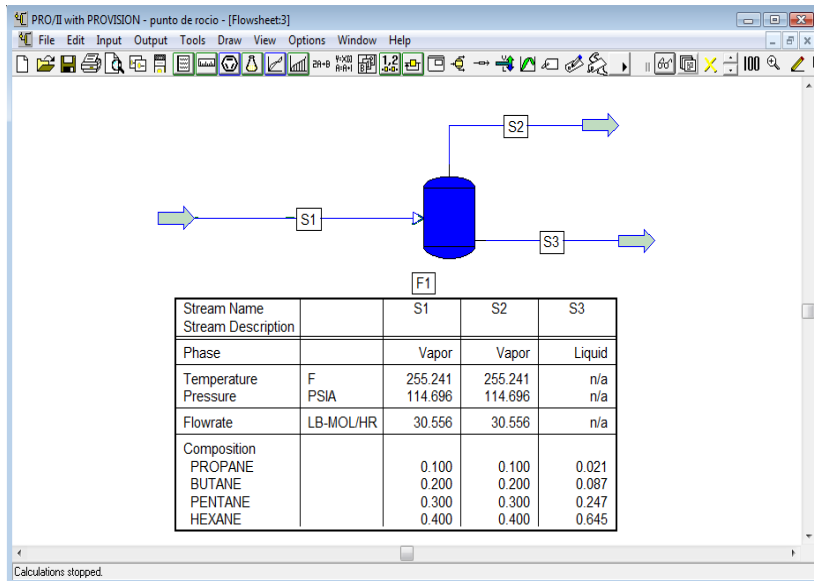 PRO/II with PROVISION - punto de rocio - [Flowsheet:3]
File Edit Input Output Tools Draw View Options Window Help
100
S2
S1
S3
F1
Stream Name S1 S2 S3
Stream Description
Phase Vapor Vapor Liquid
Temperature F 255.241 255.241 n/a
Pressure PSIA 114.696 114.696 n/a
Flowrate LB-MOL/HR 30.556 30.556 n/a
Composition
PROPANE 0.100 0.100 0.021
BUTANE 0.200 0.200 0.087
PENTANE 0.300 0.300 0.247
HEXANE 0.400 0.400 0.645
Calculations stopped.